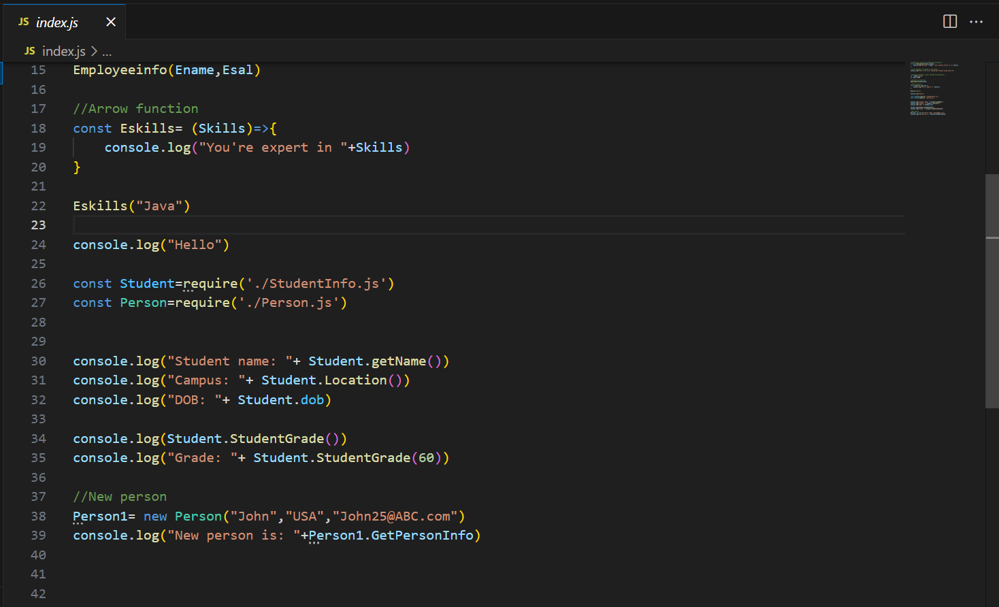 JS index.js ×
JS index.js > ...
15 Employeeinfo(Ename,Esal)
16
17 //Arrow function
18 const Eskills= (Skills)=>{
19     console.log("You're expert in "+Skills)
20 }
21
22 Eskills("Java")
23
24 console.log("Hello")
25
26 const Student=require('./StudentInfo.js')
27 const Person=require('./Person.js')
28
29
30 console.log("Student name: "+ Student.getName())
31 console.log("Campus: "+ Student.Location())
32 console.log("DOB: "+ Student.dob)
33
34 console.log(Student.StudentGrade())
35 console.log("Grade: "+ Student.StudentGrade(60))
36
37 //New person
38 Person1= new Person("John","USA","John25@ABC.com")
39 console.log("New person is: "+Person1.GetPersonInfo)
40
41
42